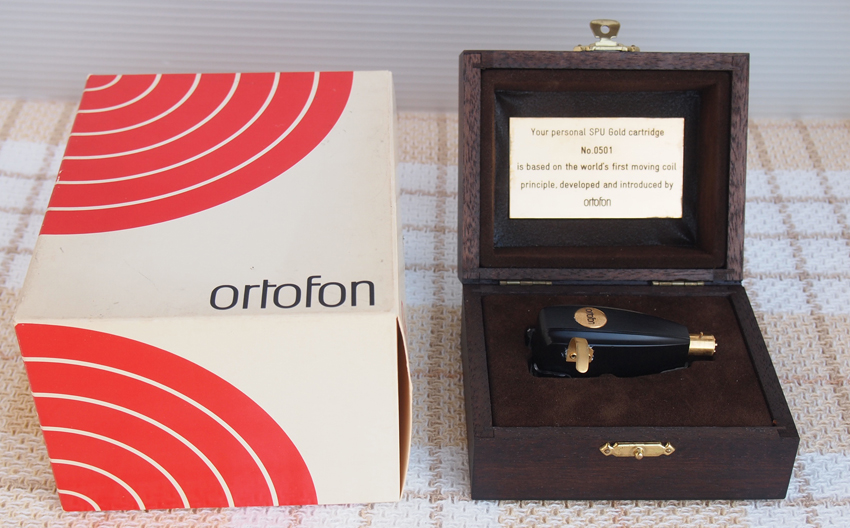 ortofon
Your personal SPU Gold cartridge
No.0501
is based on the world's first moving coil
principle, developed and introduced by
ortofon
ortofon